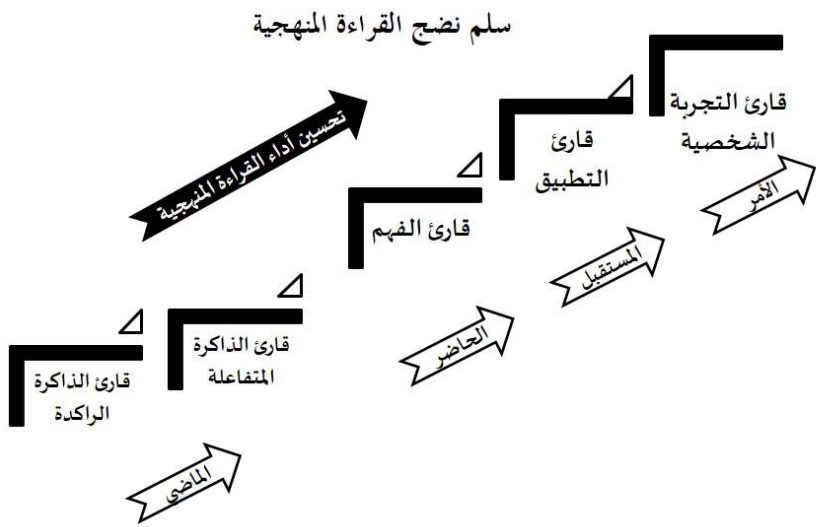 سلم نضج القراءة المنهجية
تحسين أداء القراءة المنهجية
قارئ التجربة
الشخصية
قارئ
التطبيق
قارئ الفهم
قارئ الذاكرة
المتفاعلة
قارئ الذاكرة
الراكدة
الأمر
المستقبل
الحاضر
الماضي